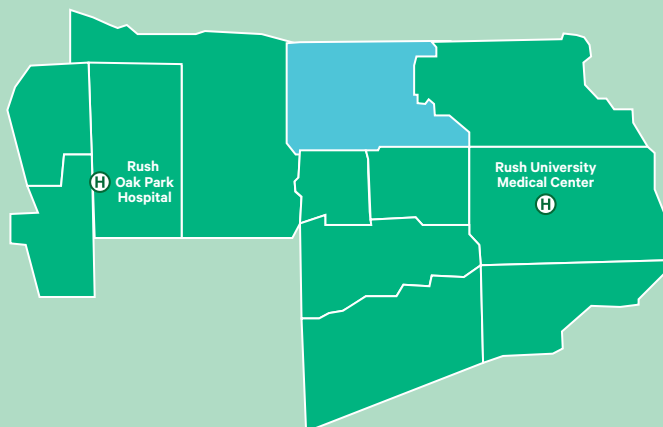 Rush
Oak Park
Hospital
H
Rush University
Medical Center
H